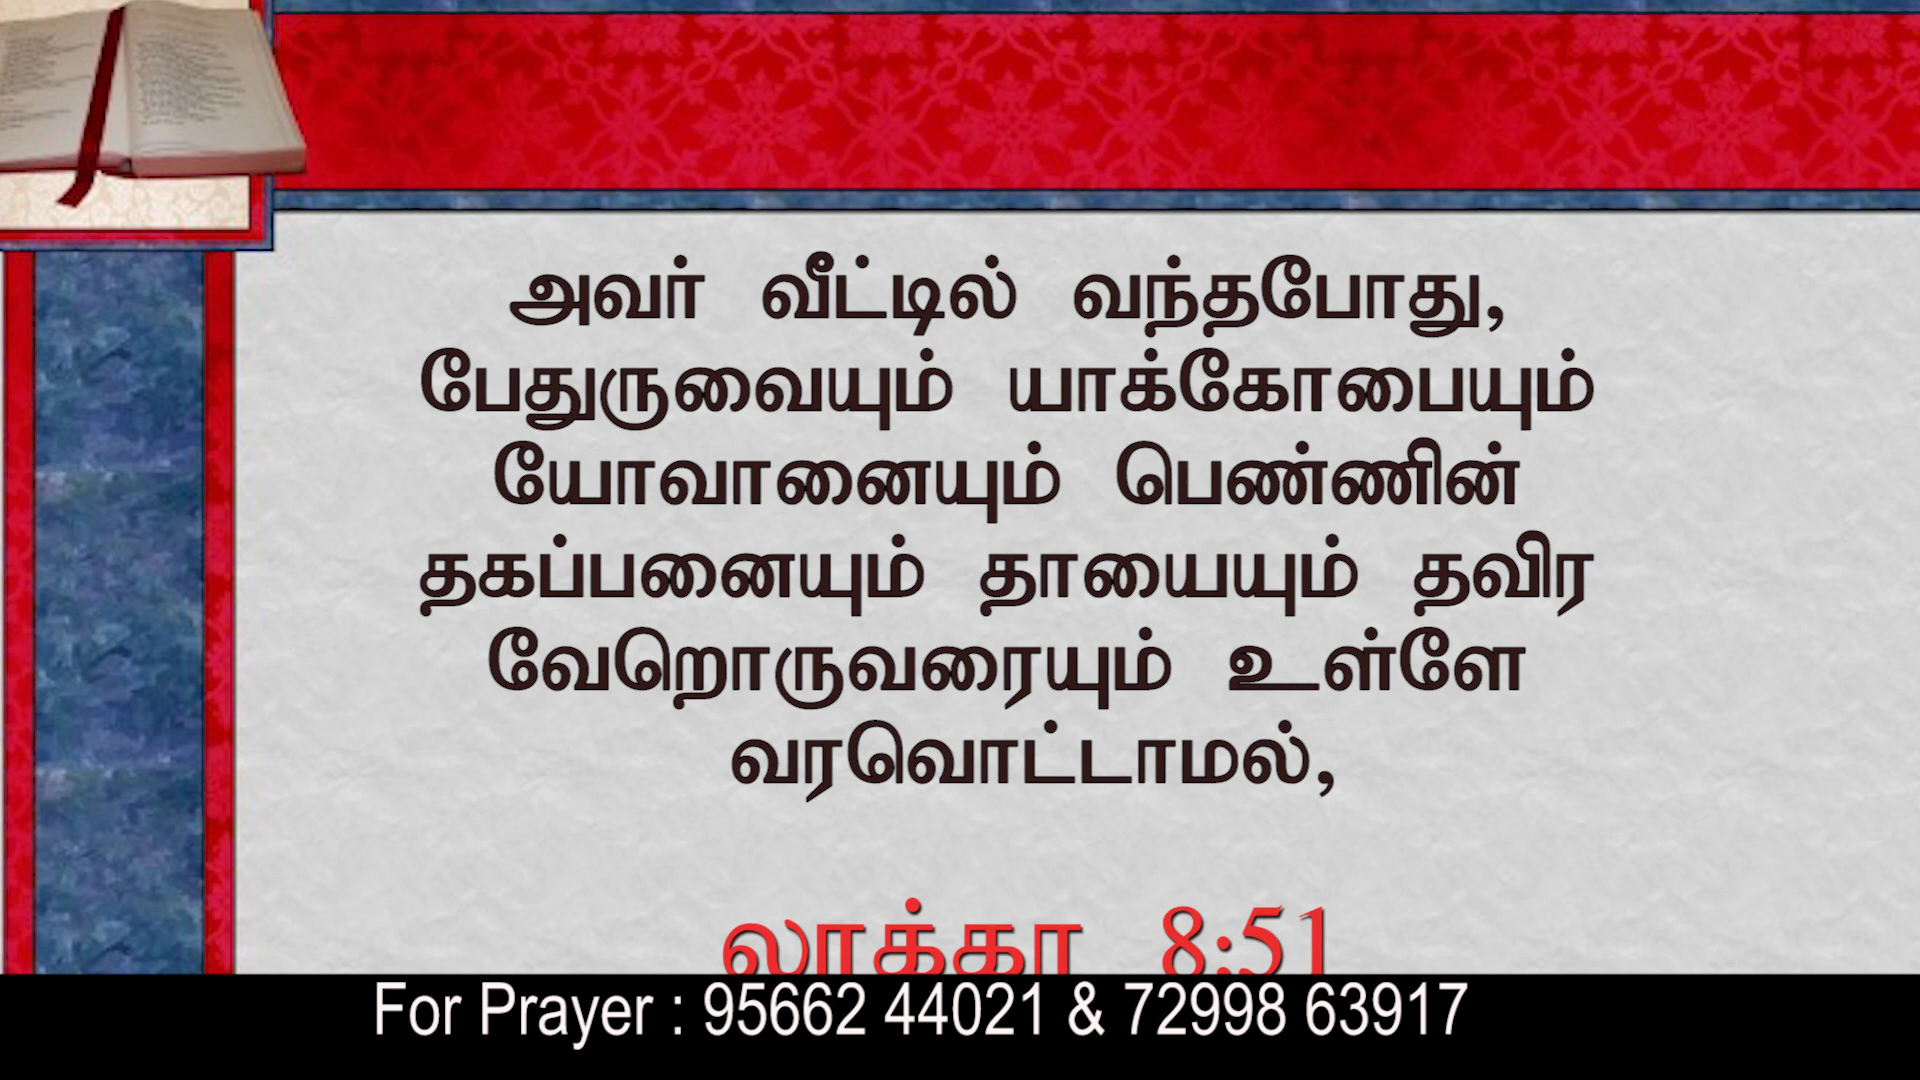 அவர் வீட்டில் வந்தபோது,
பேதுருவையும் யாக்கோபையும்
யோவானையும் பெண்ணின்
தகப்பனையும் தாயையும் தவிர
வேறொருவரையும் உள்ளே
வரவொட்டாமல்,
லூக்கா 8:51
For Prayer : 95662 44021 & 72998 63917